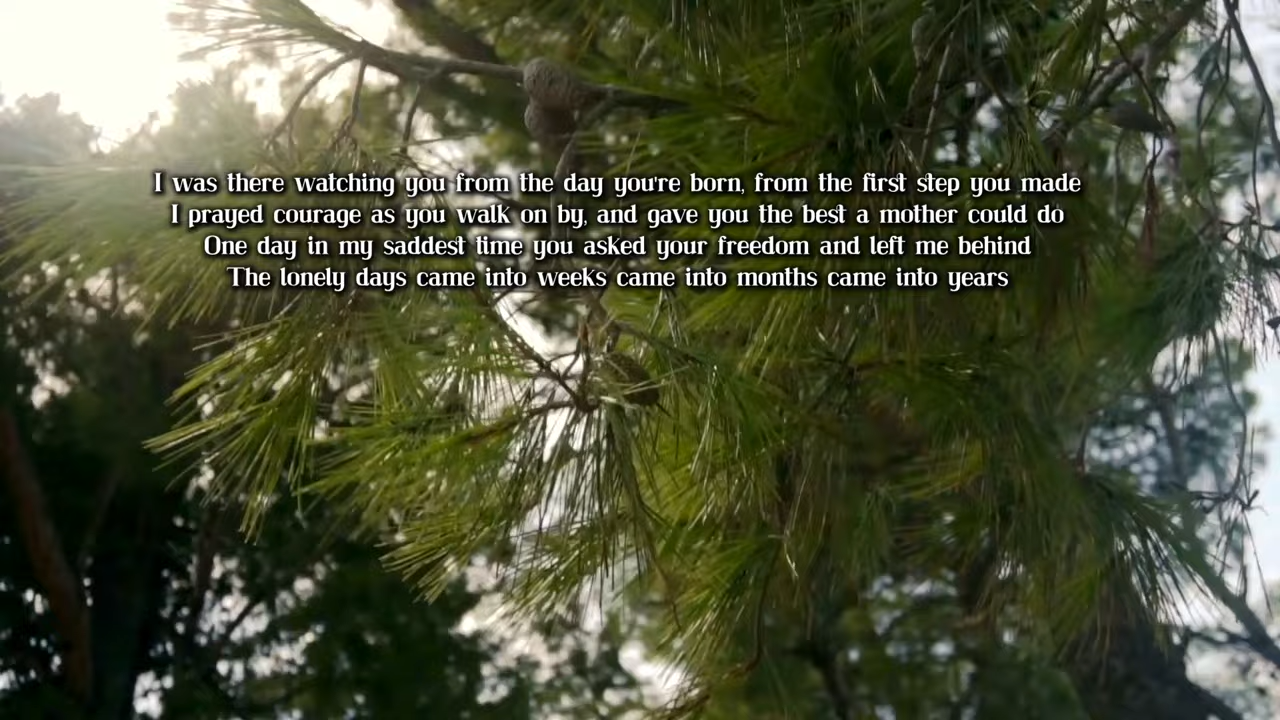 I was there watching you from the day you're born, from the first step you made
I prayed courage as you walk on by, and gave you the best a mother could do
One day in my saddest time you asked your freedom and left me behind
The lonely days came into weeks came into months came into years